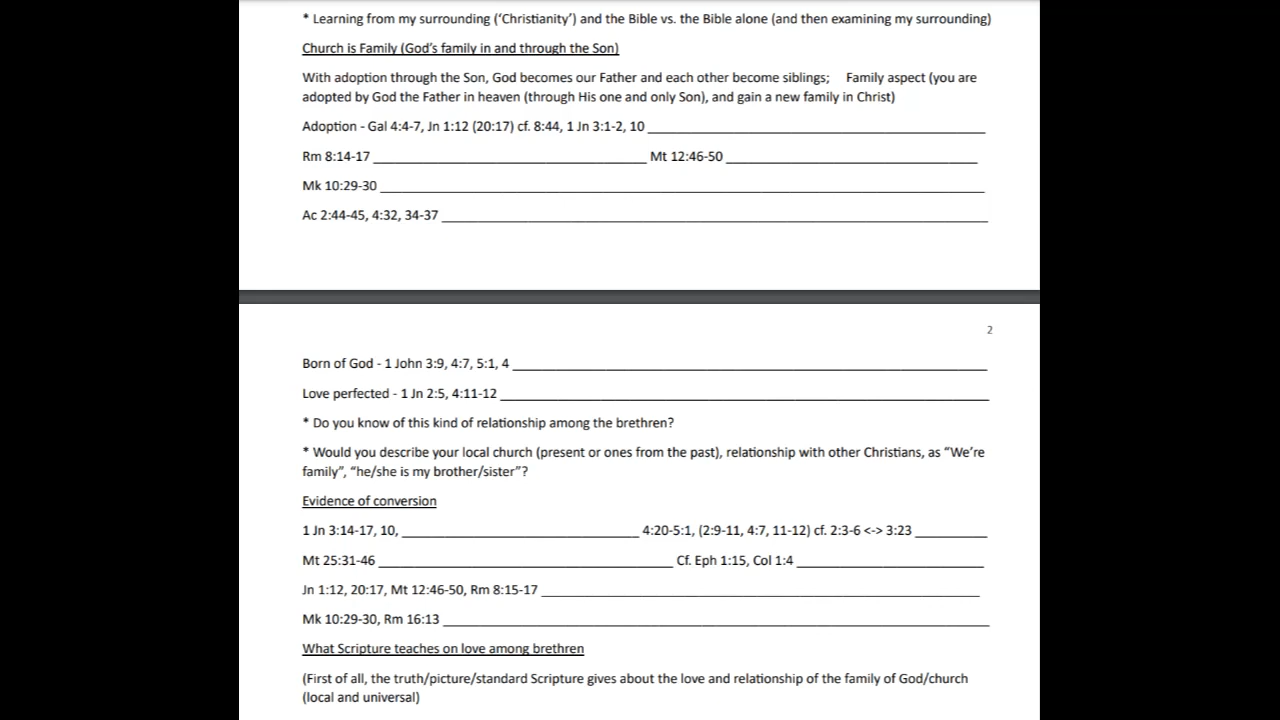 * Learning from my surrounding (‘Christianity’) and the Bible vs. the Bible alone (and then examining my surrounding)
Church is Family (God’s family in and through the Son)
With adoption through the Son, God becomes our Father and each other become siblings;    Family aspect (you are
adopted by God the Father in heaven (through His one and only Son), and gain a new family in Christ)
Adoption - Gal 4:4-7, Jn 1:12 (20:17) cf. 8:44, 1 Jn 3:1-2, 10 ____________________
Rm 8:14-17 ____________________ Mt 12:46-50 ____________________
Mk 10:29-30 ____________________
Ac 2:44-45, 4:32, 34-37 ____________________
2
Born of God - 1 John 3:9, 4:7, 5:1, 4 ____________________
Love perfected - 1 Jn 2:5, 4:11-12 ____________________
* Do you know of this kind of relationship among the brethren?
* Would you describe your local church (present or ones from the past), relationship with other Christians, as “We’re
family”, “he/she is my brother/sister”?
Evidence of conversion
1 Jn 3:14-17, 10, ____________________ 4:20-5:1, (2:9-11, 4:7, 11-12) cf. 2:3-6 <-> 3:23 __________
Mt 25:31-46 ____________________ Cf. Eph 1:15, Col 1:4 ____________________
Jn 1:12, 20:17, Mt 12:46-50, Rm 8:15-17 ____________________
Mk 10:29-30, Rm 16:13 ____________________
What Scripture teaches on love among brethren
(First of all, the truth/picture/standard Scripture gives about the love and relationship of the family of God/church
(local and universal)